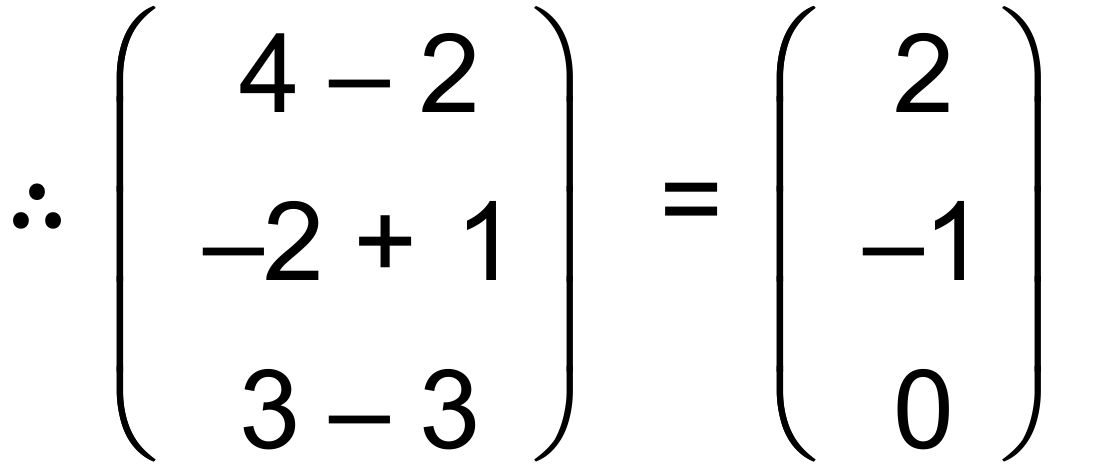 4 – 2 2
∴ –2 + 1 = –1
3 – 3 0